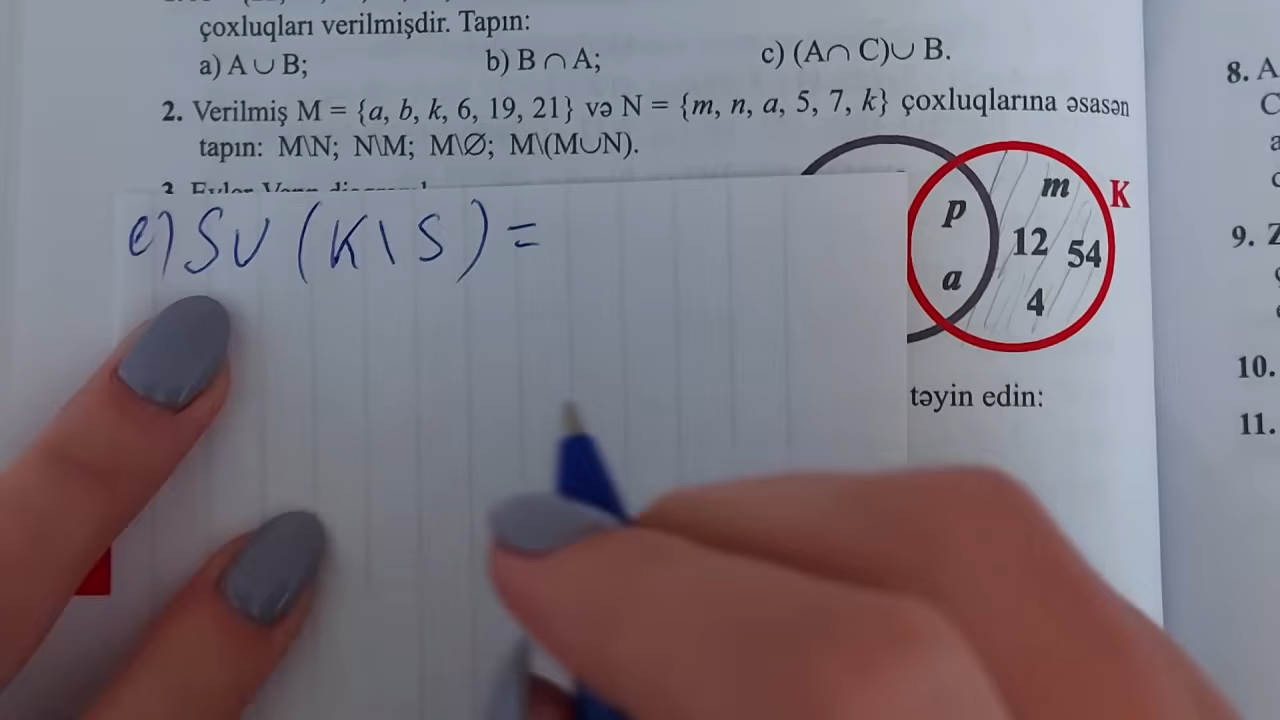 çoxluqları verilmişdir. Tapın:
a) A ∪ B; b) B ∩ A; c) (A∩ C)∪ B.
2. Verilmiş M = {a, b, k, 6, 19, 21} və N = {m, n, a, 5, 7, k} çoxluqlarına əsasən
tapın: M\N; N\M; M\Ø; M\(M∪N).
e) S∪ (K\S) =
m K
p
12 54
a
4
təyin edin:
8. A
C
a
9. Z
10.
11.